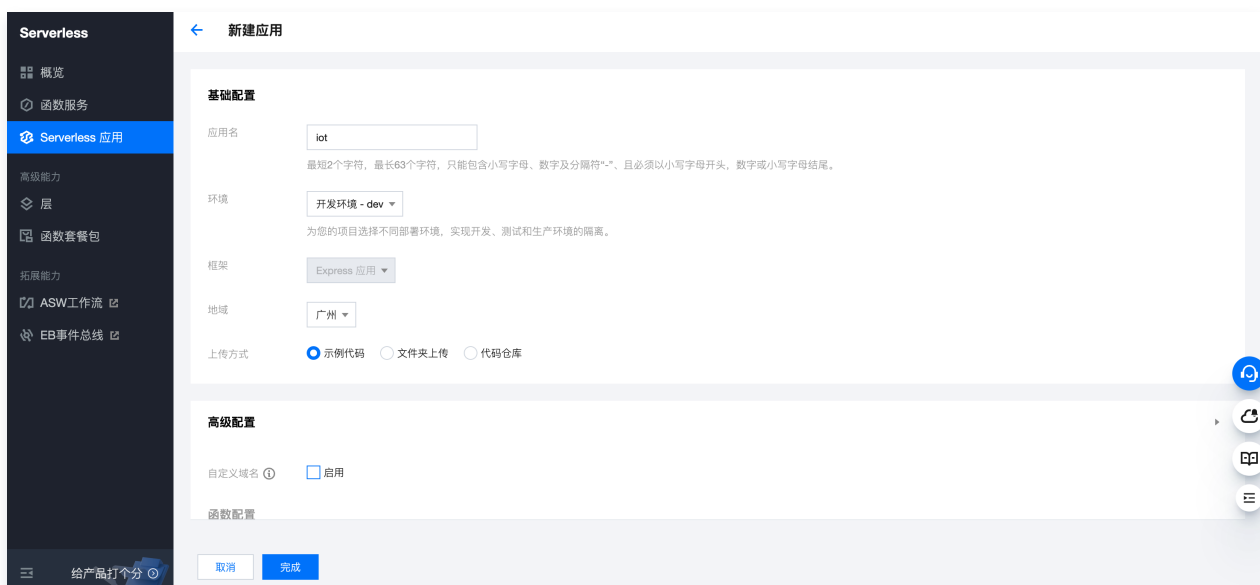 Serverless
新建应用
概览
函数服务
Serverless 应用
高级能力
层
函数套餐包
拓展能力
ASW工作流
EB事件总线
给产品打个分
基础配置
应用名
iot
最短2个字符，最长63个字符，只能包含小写字母、数字及分隔符"-"、且必须以小写字母开头，数字或小写字母结尾。
环境
开发环境 - dev
为您的项目选择不同部署环境，实现开发、测试和生产环境的隔离。
框架
Express 应用
地域
广州
上传方式
示例代码 文件夹上传 代码仓库
高级配置
自定义域名 启用
函数配置
取消 完成